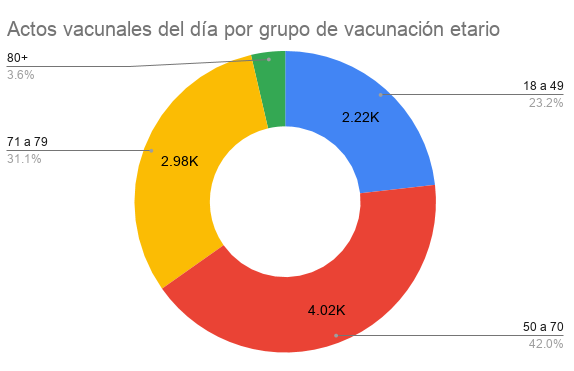 Actos vacunales del día por grupo de vacunación etario
80+
3.6%
18 a 49
23.2%
2.22K
71 a 79
31.1%
2.98K
4.02K
50 a 70
42.0%